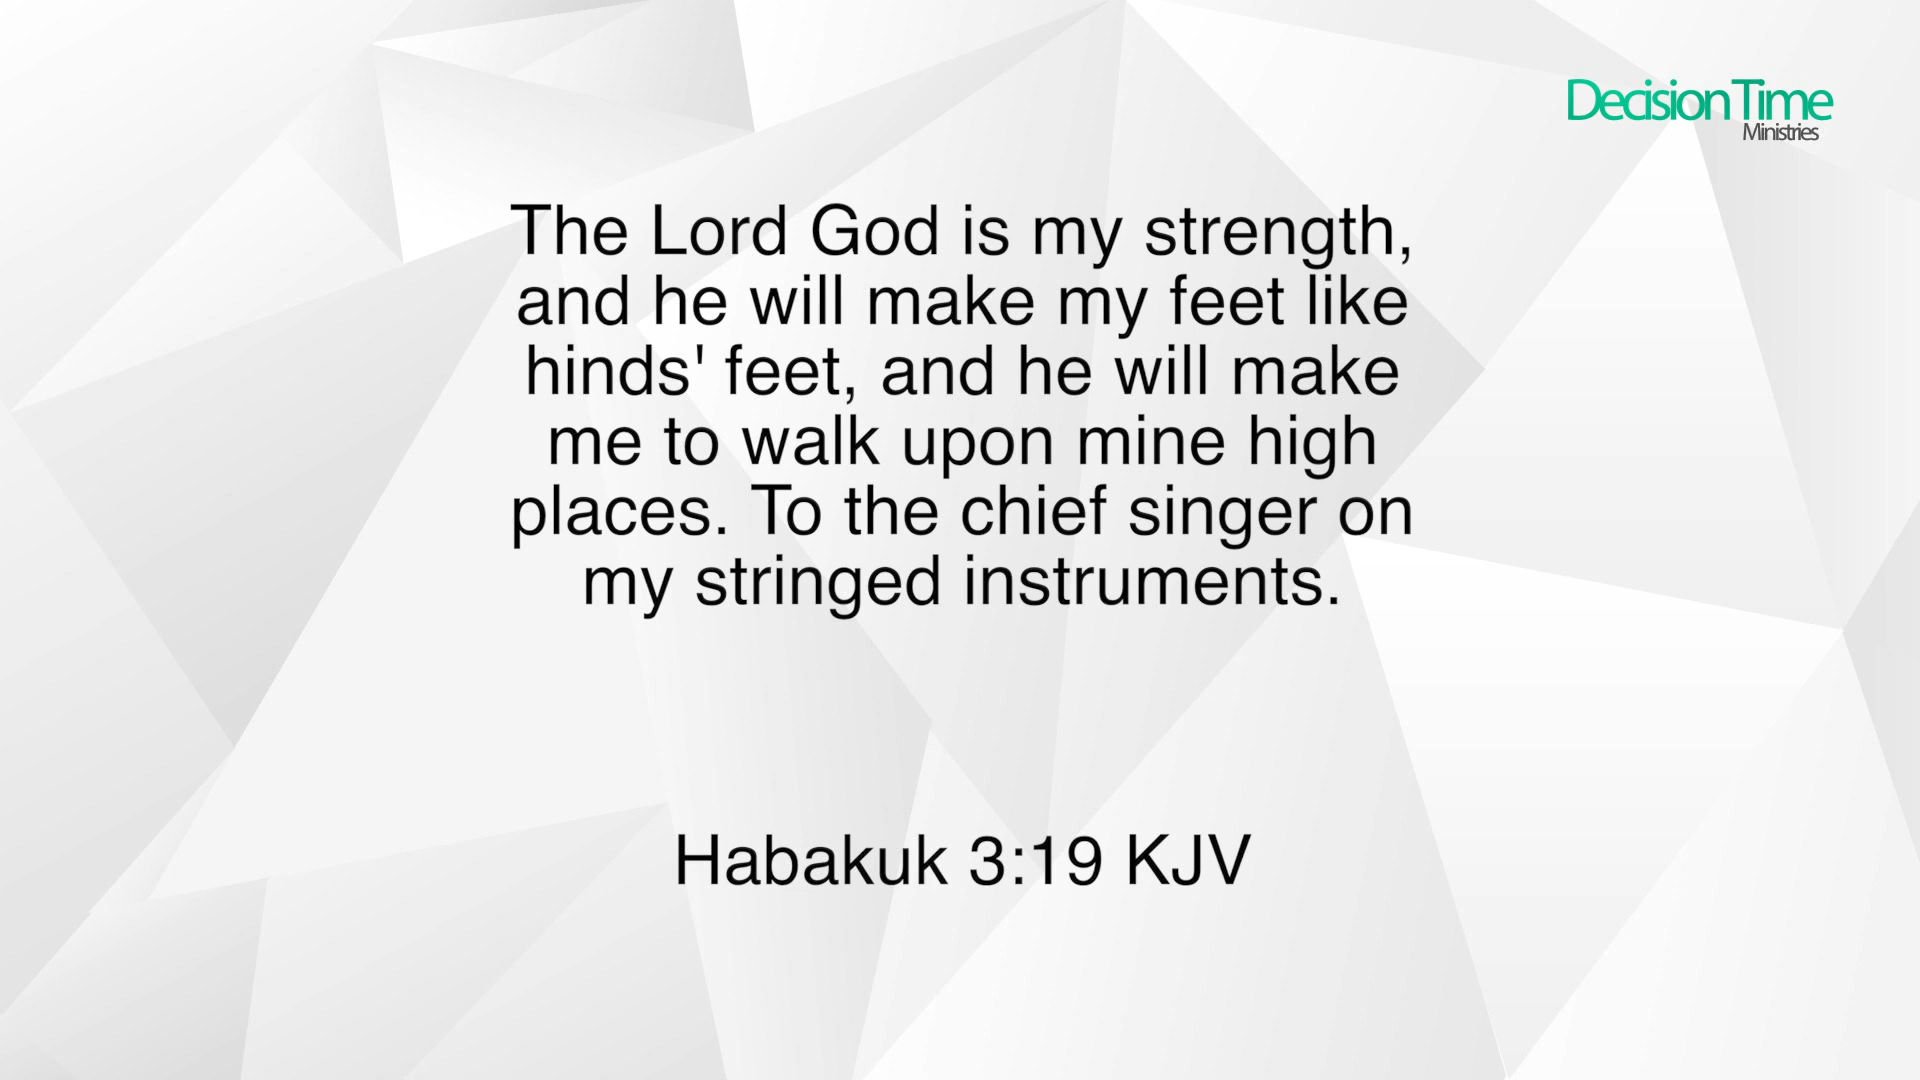 DecisionTime
Ministries
The Lord God is my strength,
and he will make my feet like
hinds' feet, and he will make
me to walk upon mine high
places. To the chief singer on
my stringed instruments.
Habakuk 3:19 KJV